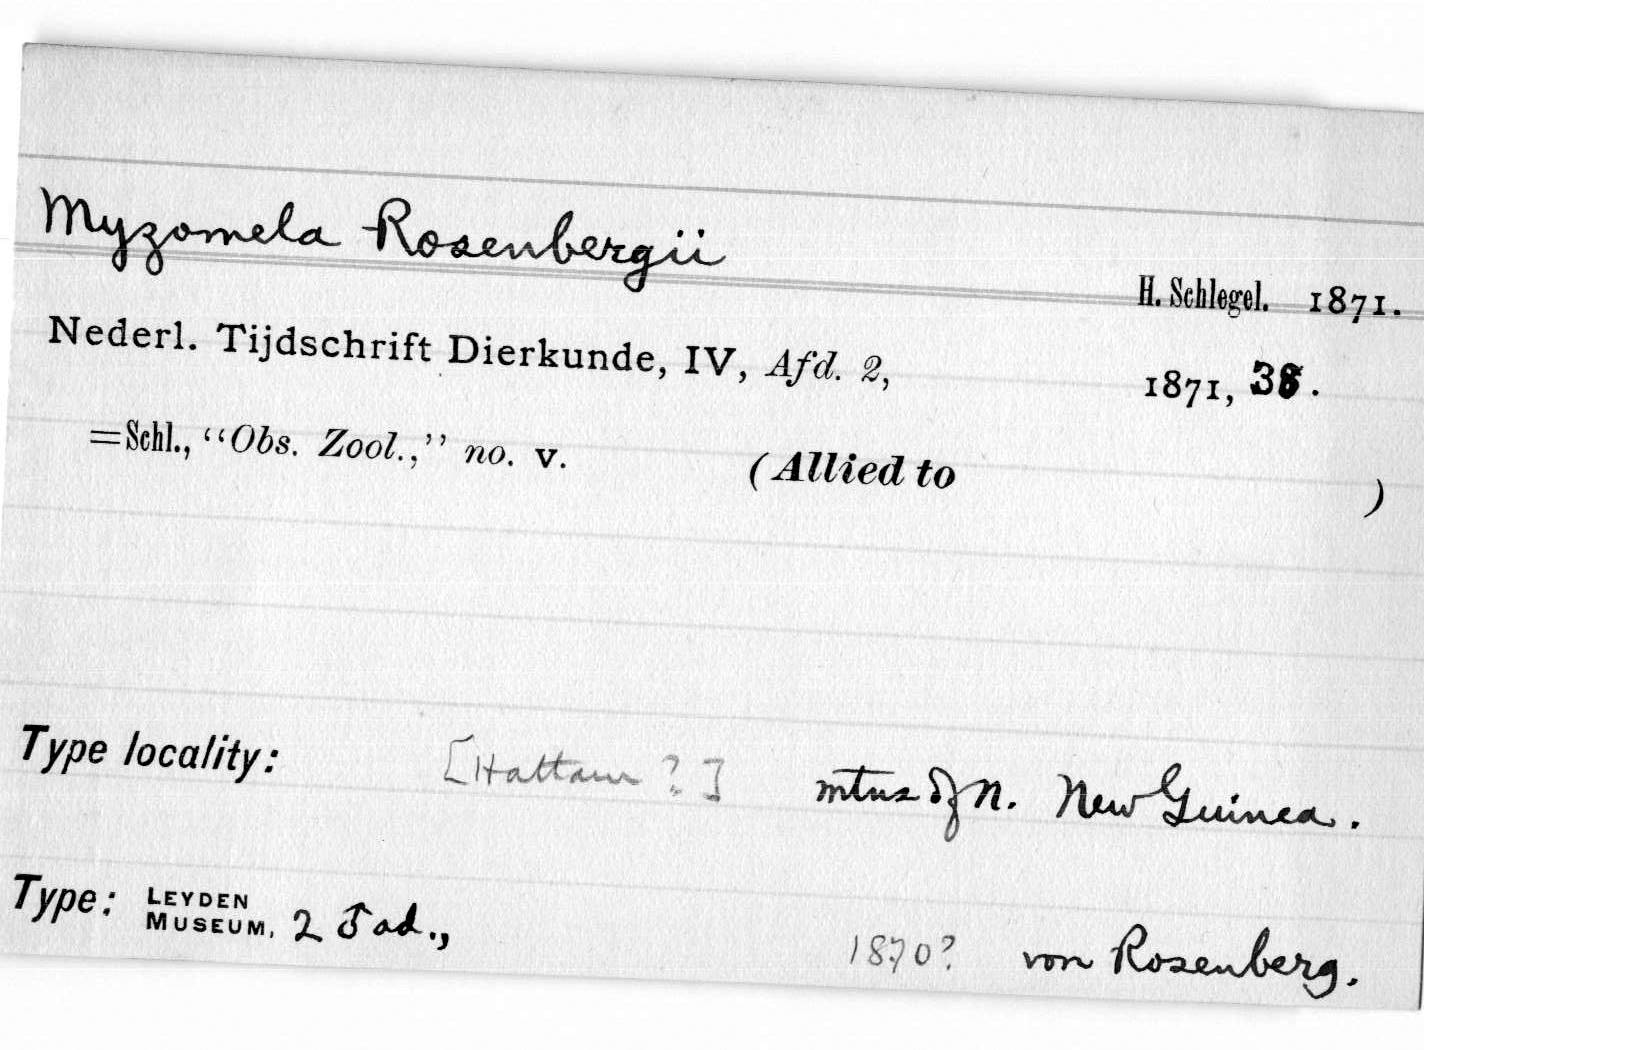 Myzomela Rosenbergii
H. Schlegel. 1871.
Nederl. Tijdschrift Dierkunde, IV, Afd. 2, 1871, 38.
=Schl., “Obs. Zool.,” no. v. (Allied to )
Type locality: [Hattam ?] mtns of N. New Guinea.
Type: LEYDEN MUSEUM, 2 ♂ ad., 1870? von Rosenberg.